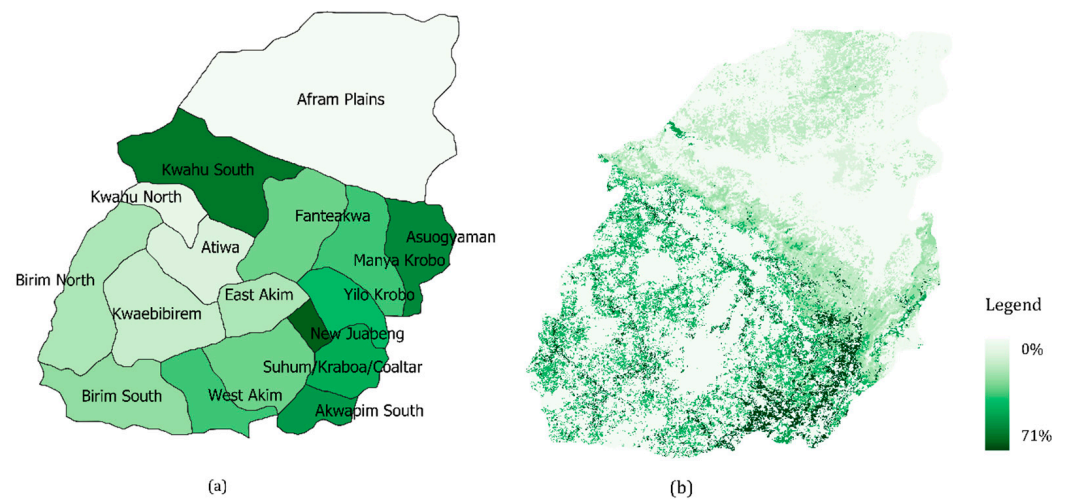 Afram Plains
Kwahu South
Kwahu North
Fanteakwa
Atiwa
Asuogyaman
Manya Krobo
Birim North
East Akim
Yilo Krobo
Kwaebibirem
New Juabeng
Suhum/Kraboa/Coaltar
Birim South
West Akim
Akwapim South
Legend
0%
71%
(a)
(b)